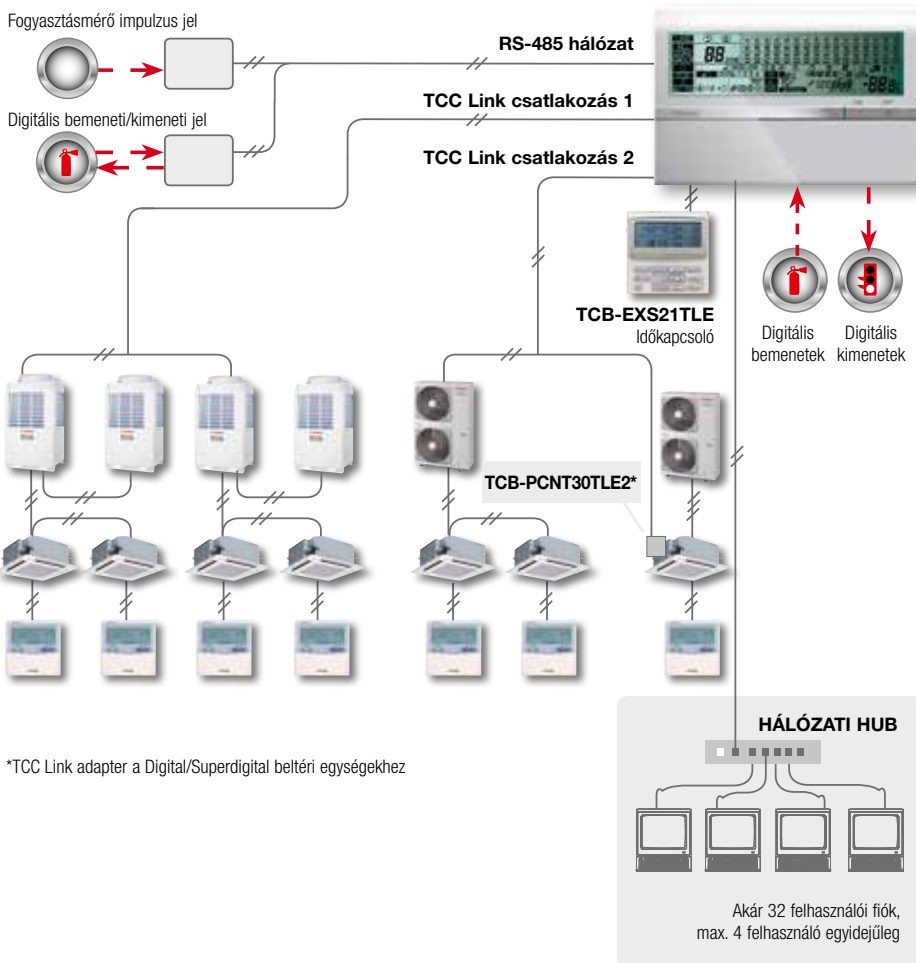 Fogyasztásmérő impulzus jel
RS-485 hálózat
TCC Link csatlakozás 1
Digitális bemeneti/kimeneti jel
TCC Link csatlakozás 2
TCB-EXS21TLE
Időkapcsoló
Digitális
bemenetek
Digitális
kimenetek
TCB-PCNT30TLE2*
HÁLÓZATI HUB
*TCC Link adapter a Digital/Superdigital beltéri egységekhez
Akár 32 felhasználói fiók,
max. 4 felhasználó egyidejűleg